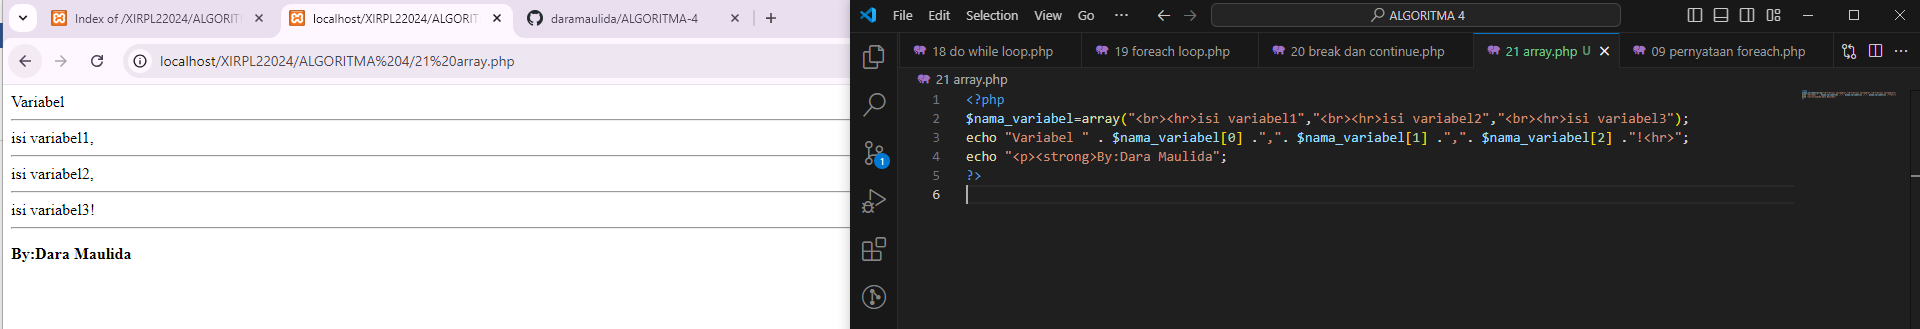 Index of /XIRPL22024/ALGORITM
localhost/XIRPL22024/ALGORIT
daramaulida/ALGORITMA-4
localhost/XIRPL22024/ALGORITMA%204/21%20array.php
Variabel
isi variabel1,
isi variabel2,
isi variabel3!
By:Dara Maulida
File Edit Selection View Go ···
ALGORITMA 4
18 do while loop.php
19 foreach loop.php
20 break dan continue.php
21 array.php U
09 pernyataan foreach.php
21 array.php
1 <?php
2 $nama_variabel=array("<br><hr>isi variabel1","<br><hr>isi variabel2","<br><hr>isi variabel3");
3 echo "Variabel " . $nama_variabel[0] .",". $nama_variabel[1] .",". $nama_variabel[2] ."!<hr>";
4 echo "<p><strong>By:Dara Maulida";
5 ?>
6
1